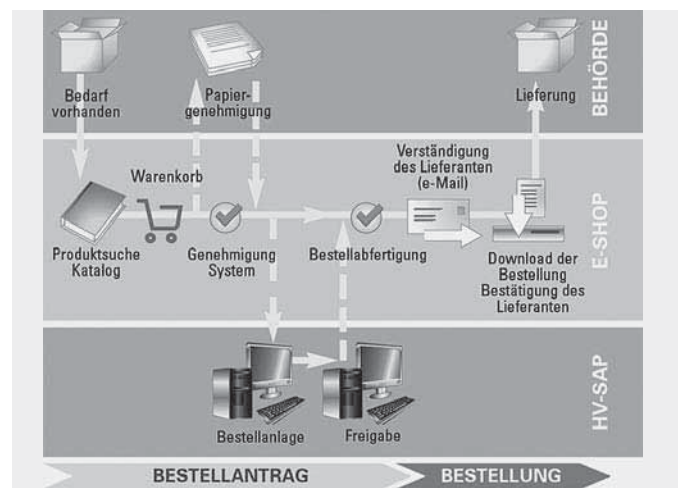 Bedarf
vorhanden
Papier-
genehmigung
Lieferung
BEHÖRDE
Warenkorb
Verständigung
des Lieferanten
(e-Mail)
Produktsuche
Katalog
Genehmigung
System
Bestellabfertigung
Download der
Bestellung
Bestätigung des
Lieferanten
E-SHOP
Bestellanlage
Freigabe
HV-SAP
BESTELLANTRAG
BESTELLUNG